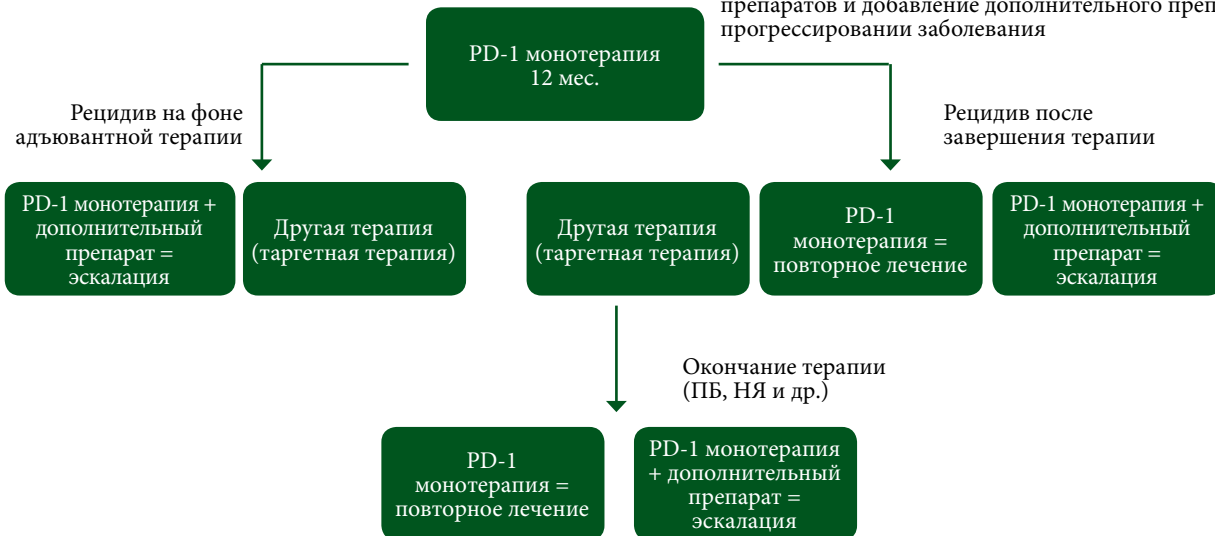 препаратов и добавление дополнительного преп
прогрессировании заболевания
PD-1 монотерапия
12 мес.
Рецидив на фоне
адъювантной терапии
Рецидив после
завершения терапии
PD-1 монотерапия +
дополнительный
препарат =
эскалация
Другая терапия
(таргетная терапия)
Другая терапия
(таргетная терапия)
PD-1
монотерапия =
повторное лечение
PD-1 монотерапия +
дополнительный
препарат =
эскалация
Окончание терапии
(ПБ, НЯ и др.)
PD-1
монотерапия =
повторное лечение
PD-1 монотерапия
+ дополнительный
препарат =
эскалация